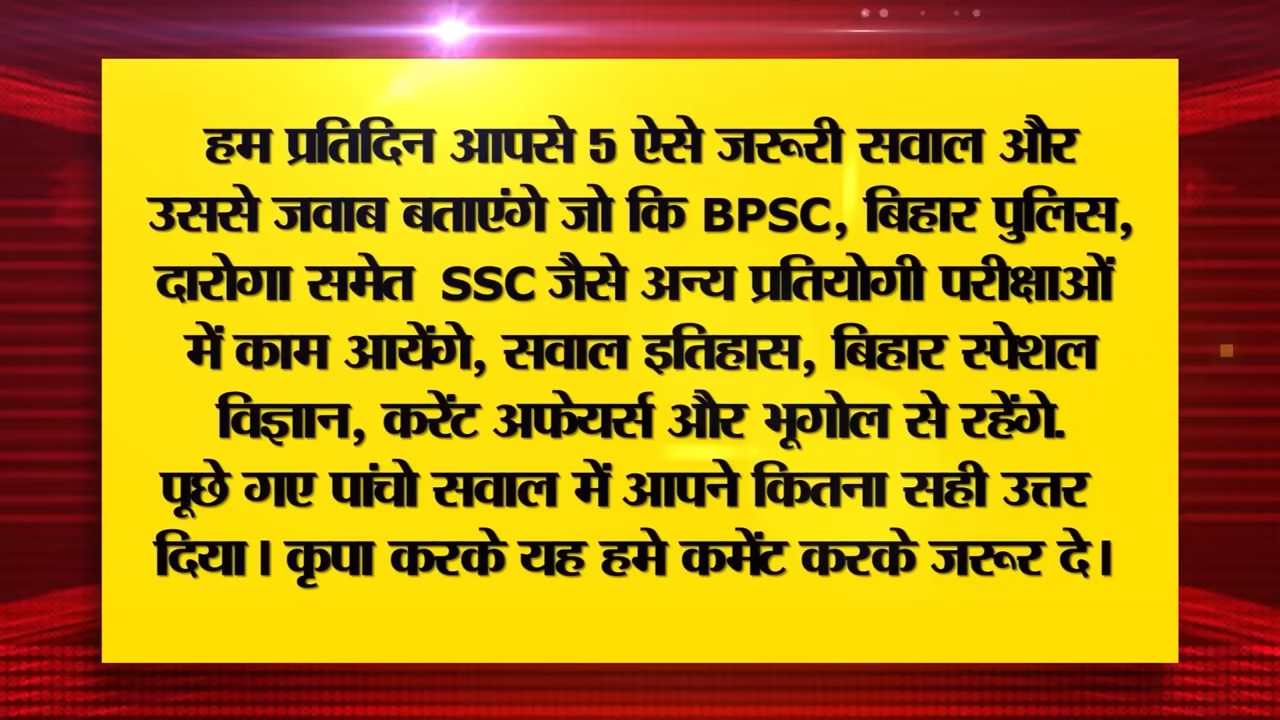 हम प्रतिदिन आपसे 5 ऐसे जरूरी सवाल और
उससे जवाब बताएंगे जो कि BPSC, बिहार पुलिस,
दारोगा समेत SSC जैसे अन्य प्रतियोगी परीक्षाओं
में काम आयेंगे, सवाल इतिहास, बिहार स्पेशल
विज्ञान, करेंट अफेयर्स और भूगोल से रहेंगे.
पूछे गए पांचो सवाल में आपने कितना सही उत्तर
दिया। कृपा करके यह हमे कमेंट करके जरूर दे।